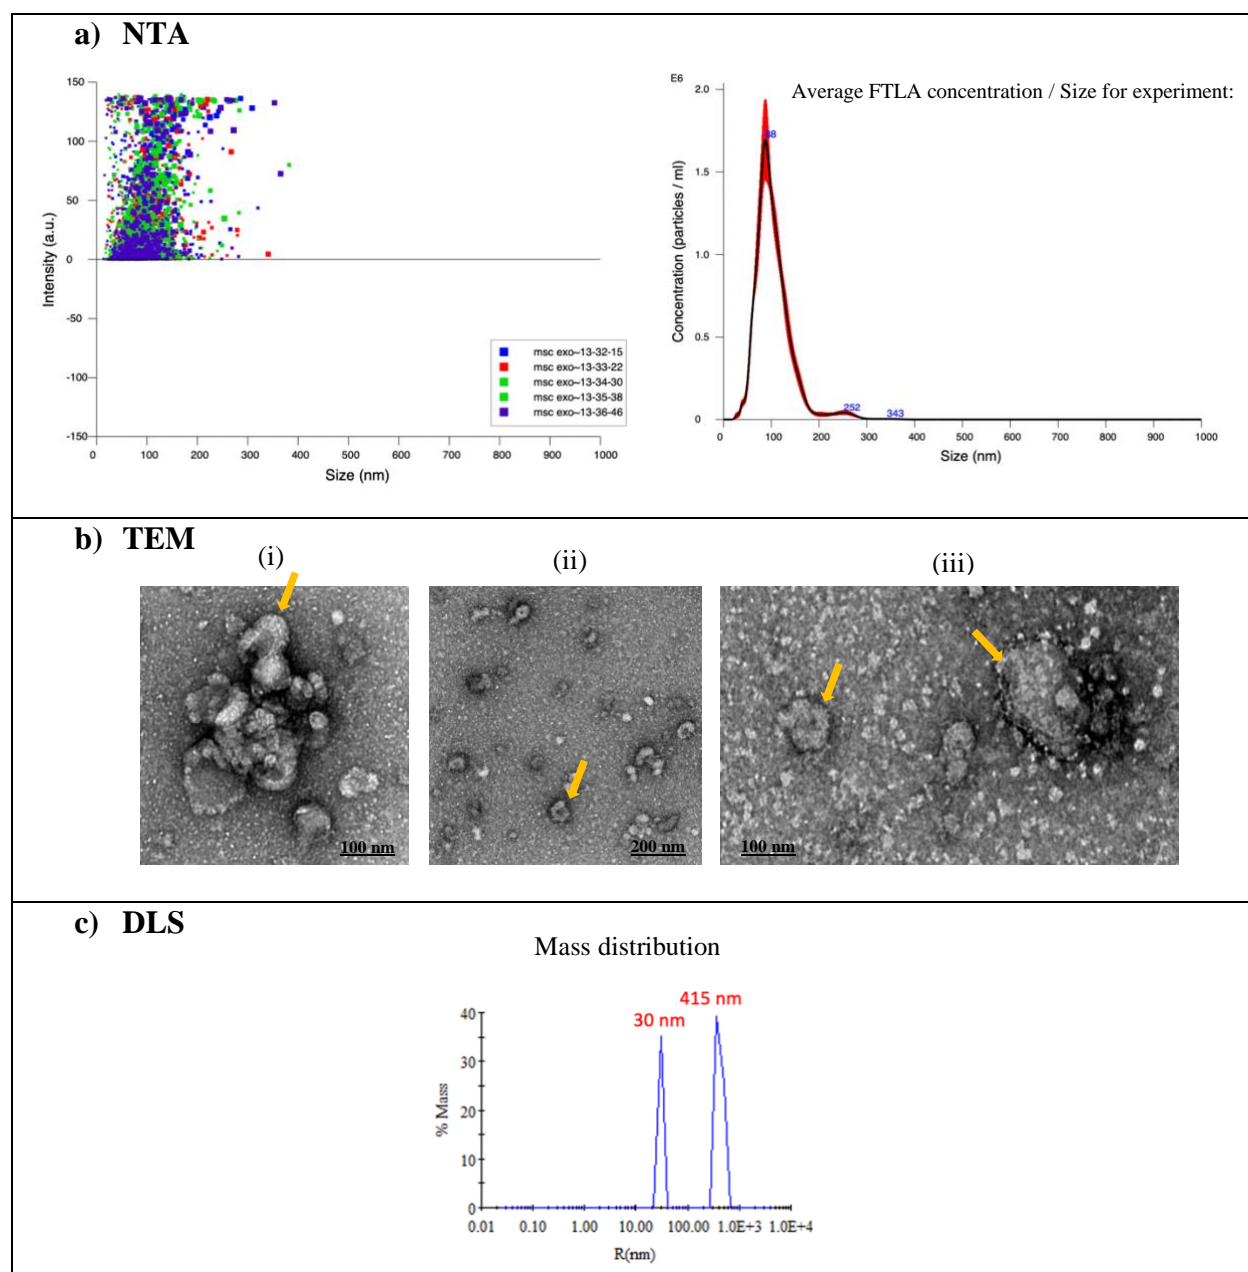 a) NTA
150
100
50
0
-50
-100
-150
Intensity (a.u.)
msc exo~13-32-15
msc exo~13-33-22
msc exo~13-34-30
msc exo~13-35-38
msc exo~13-36-46
0 100 200 300 400 500 600 700 800 900 1000
Size (nm)
E6
Average FTLA concentration / Size for experiment:
2.0
1.5
1.0
0.5
0
Concentration (particles / ml)
88
252
343
0 100 200 300 400 500 600 700 800 900 1000
Size (nm)
b) TEM
(i)
(ii)
(iii)
100 nm
200 nm
100 nm
c) DLS
Mass distribution
415 nm
30 nm
40
30
20
10
0
% Mass
0.01 0.10 1.00 10.00 100.00 1.0E+3 1.0E+4
R(nm)